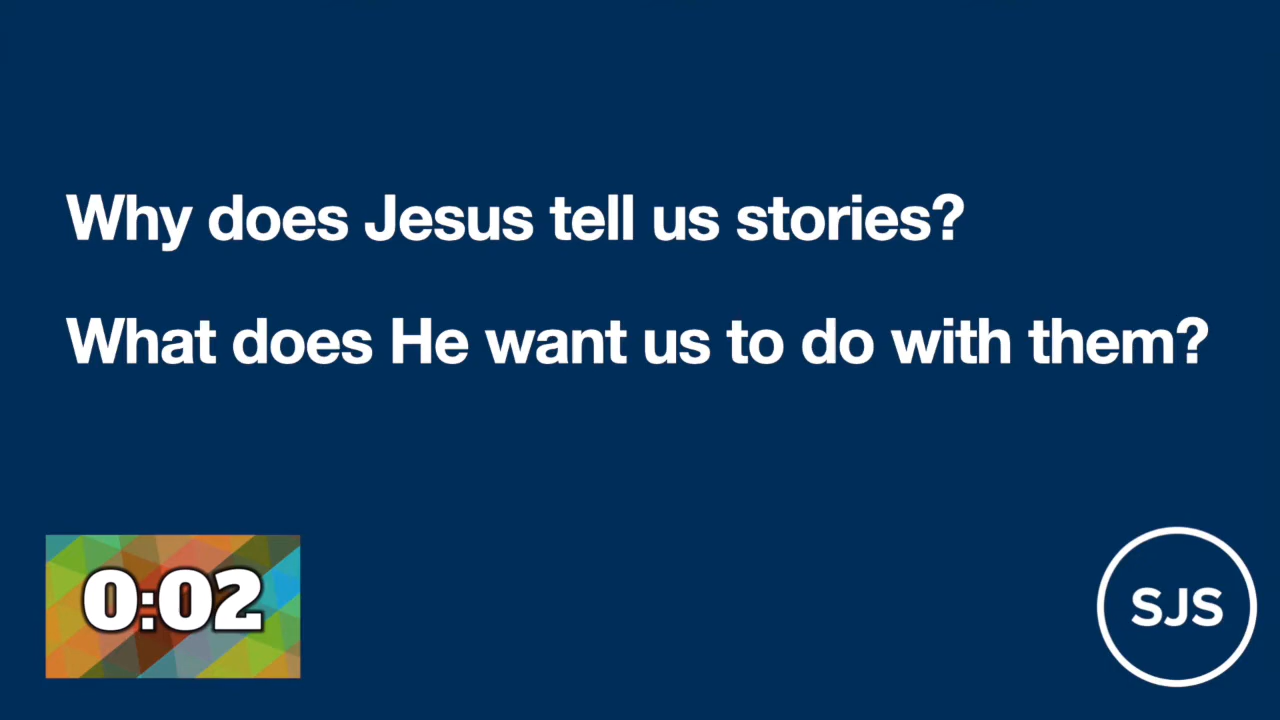 Why does Jesus tell us stories?
What does He want us to do with them?
0:02
SJS